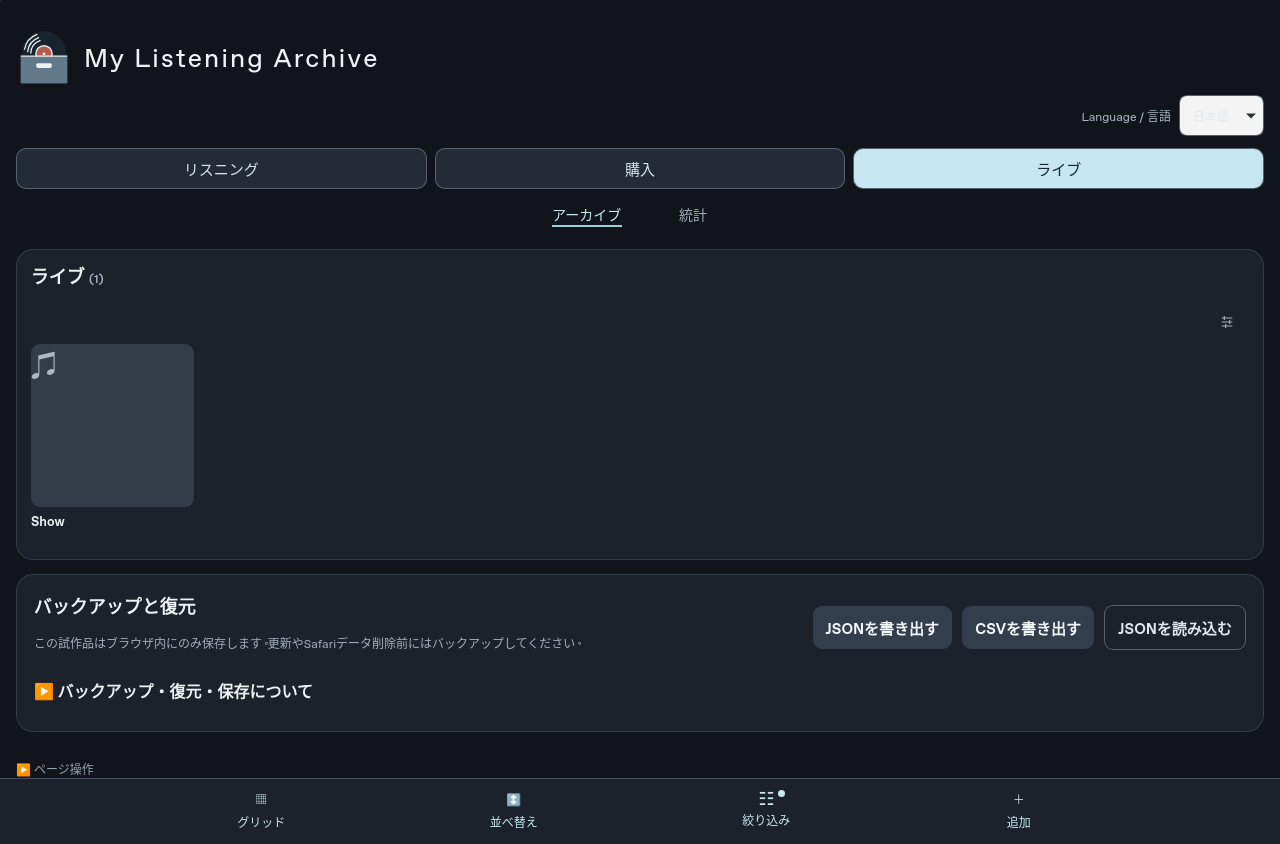 My Listening Archive
Language / 言語 日本語
リスニング 購入 ライブ
アーカイブ 統計
ライブ (1)
Show
バックアップと復元
この試作品はブラウザ内にのみ保存します。更新やSafariデータ削除前にはバックアップしてください。
JSONを書き出す CSVを書き出す JSONを読み込む
バックアップ・復元・保存について
ページ操作
グリッド 並べ替え 絞り込み 追加